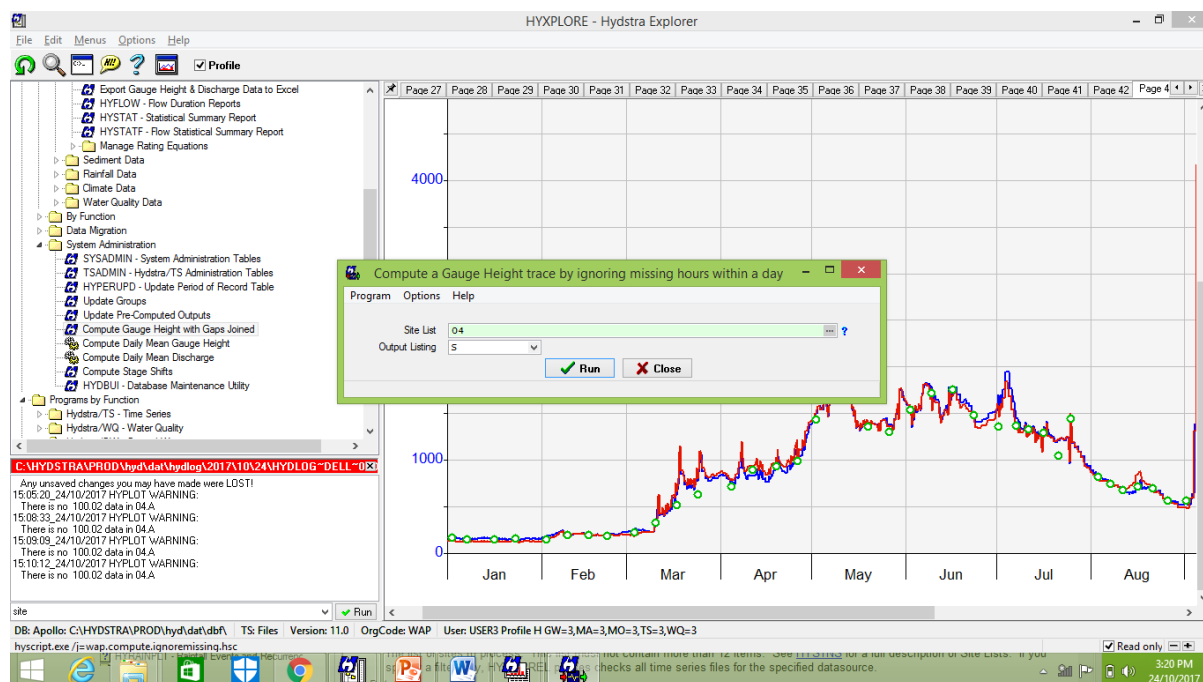 HYXPLORE - Hydstra Explorer
File Edit Menus Options Help
Profile
Export Gauge Height & Discharge Data to Excel
HYFLOW - Flow Duration Reports
HYSTAT - Statistical Summary Report
HYSTATF - Flow Statistical Summary Report
Manage Rating Equations
Sediment Data
Rainfall Data
Climate Data
Water Quality Data
By Function
Data Migration
System Administration
SYSADMIN - System Administration Tables
TSADMIN - Hydstra/TS Administration Tables
HYPERUPD - Update Period of Record Table
Update Groups
Update Pre-Computed Outputs
Compute Gauge Height with Gaps Joined
Compute Daily Mean Gauge Height
Compute Daily Mean Discharge
Compute Stage Shifts
HYDBUI - Database Maintenance Utility
Programs by Function
Hydstra/TS - Time Series
Hydstra/WQ - Water Quality
C:\HYDSTRA\PROD\hyd\dat\hydlog\2017\10\24\HYDLOG~DELL~0
Any unsaved changes you may have made were LOST!
15:05:20_24/10/2017 HYPLOT WARNING:
There is no 100.02 data in 04.A
15:08:33_24/10/2017 HYPLOT WARNING:
There is no 100.02 data in 04.A
15:09:09_24/10/2017 HYPLOT WARNING:
There is no 100.02 data in 04.A
15:10:12_24/10/2017 HYPLOT WARNING:
There is no 100.02 data in 04.A
site Run
Page 27 Page 28 Page 29 Page 30 Page 31 Page 32 Page 33 Page 34 Page 35 Page 36 Page 37 Page 38 Page 39 Page 40 Page 41 Page 42 Page 4
4000
1000
0
Jan Feb Mar Apr May Jun Jul Aug
Compute a Gauge Height trace by ignoring missing hours within a day
Program Options Help
Site List 04 ... ?
Output Listing S
Run Close
DB: Apollo: C:\HYDSTRA\PROD\hyd\dat\dbf\ TS: Files Version: 11.0 OrgCode: WAP User: USER3 Profile H GW=3,MA=3,MO=3,TS=3,WQ=3
hyscript.exe /j=wap.compute.ignoremissing.hsc
Read only
checks all time series files for the specified datasource.
3:20 PM
24/10/2017